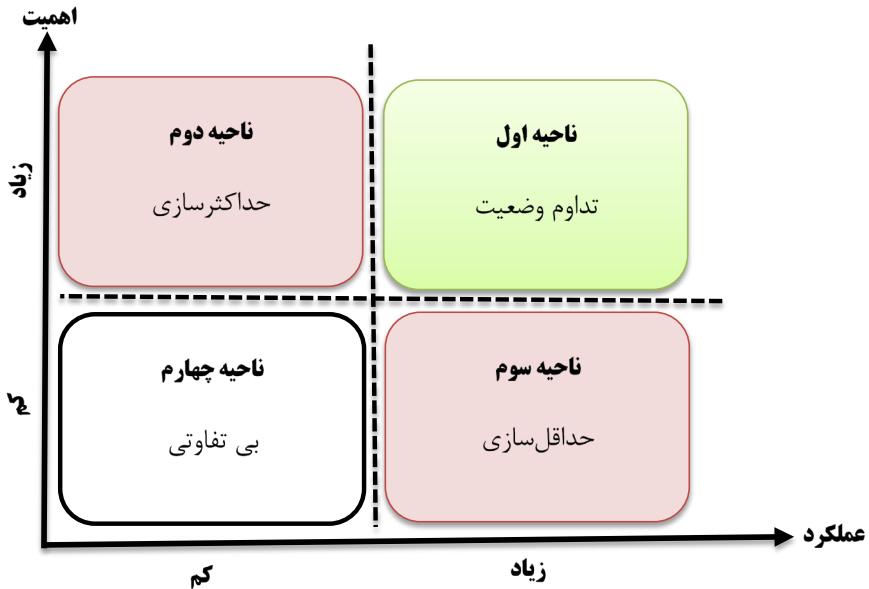 اهمیت
ناحیه اول
تداوم وضعیت
ناحیه دوم
حداکثرسازی
زیاد
ناحیه سوم
حداقل‌سازی
ناحیه چهارم
بی تفاوتی
کم
عملکرد
زیاد
کم